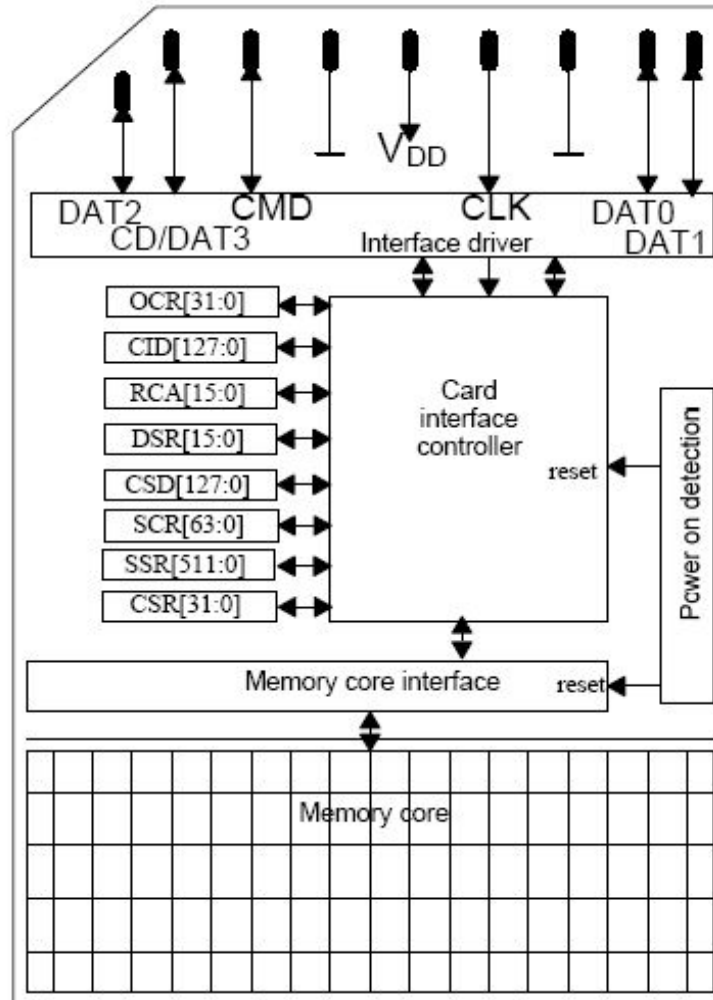 VDD
DAT2 CMD CLK DAT0
CD/DAT3 Interface driver DAT1
OCR[31:0]
CID[127:0]
RCA[15:0]
DSR[15:0]
CSD[127:0]
SCR[63:0]
SSR[511:0]
CSR[31:0]
Card
interface
controller
reset
Power on detection
Memory core interface reset
Memory core